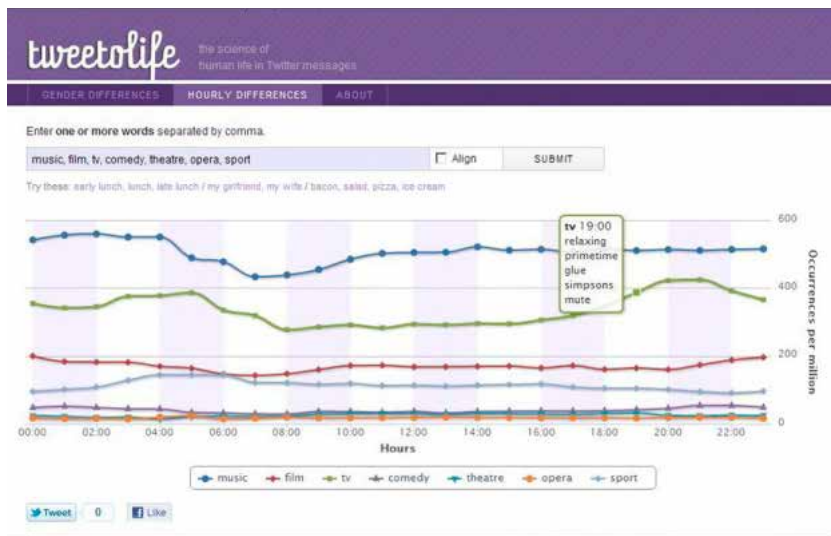 tweetolife
the science of
human life in Twitter messages
GENDER DIFFERENCES HOURLY DIFFERENCES ABOUT
Enter one or more words separated by comma.
music, film, tv, comedy, theatre, opera, sport Align SUBMIT
Try these: early lunch, lunch, late lunch / my girlfriend, my wife / bacon, salad, pizza, ice cream
tv 19:00
relaxing
primetime
glue
simpsons
mute
600
400
200
0
Occurrences per million
00:00 02:00 04:00 06:00 08:00 10:00 12:00 14:00 16:00 18:00 20:00 22:00
Hours
music film tv comedy theatre opera sport
Tweet 0 Like